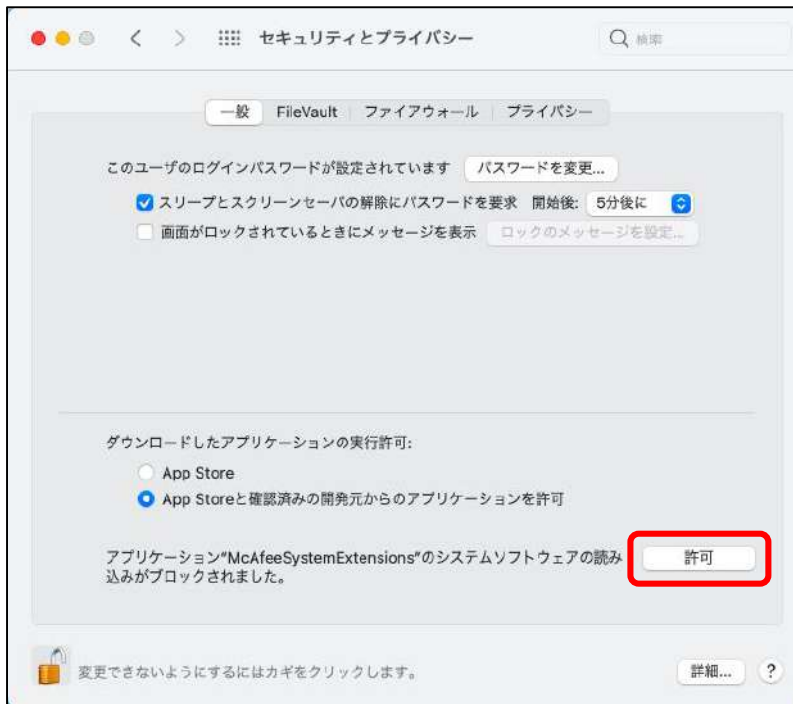 セキュリティとプライバシー
検索
一般 FileVault ファイアウォール プライバシー
このユーザのログインパスワードが設定されています パスワードを変更...
スリープとスクリーンセーバの解除にパスワードを要求 開始後: 5分後に
画面がロックされているときにメッセージを表示 ロックのメッセージを設定...
ダウンロードしたアプリケーションの実行許可:
App Store
App Storeと確認済みの開発元からのアプリケーションを許可
アプリケーション"McAfeeSystemExtensions"のシステムソフトウェアの読み
込みがブロックされました。
許可
変更できないようにするにはカギをクリックします。
詳細... ?